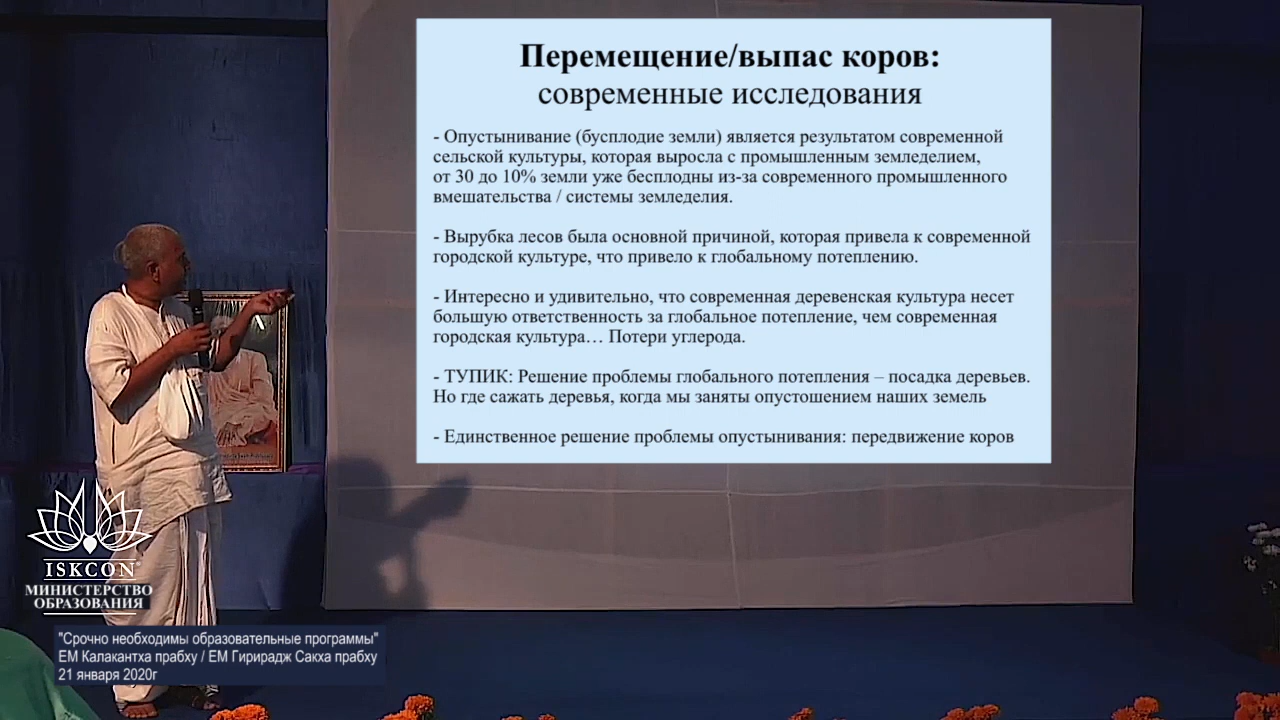 Перемещение/выпас коров:
современные исследования
- Опустынивание (бусплодие земли) является результатом современной
сельской культуры, которая выросла с промышленным земледелием,
от 30 до 10% земли уже бесплодны из-за современного промышленного
вмешательства / системы земледелия.
- Вырубка лесов была основной причиной, которая привела к современной
городской культуре, что привело к глобальному потеплению.
- Интересно и удивительно, что современная деревенская культура несет
большую ответственность за глобальное потепление, чем современная
городская культура… Потери углерода.
- ТУПИК: Решение проблемы глобального потепления – посадка деревьев.
Но где сажать деревья, когда мы заняты опустошением наших земель
- Единственное решение проблемы опустынивания: передвижение коров
ISKCON
МИНИСТЕРСТВО
ОБРАЗОВАНИЯ
"Срочно необходимы образовательные программы"
ЕМ Калакантха прабху / ЕМ Гирирадж Сакха прабху
21 января 2020г